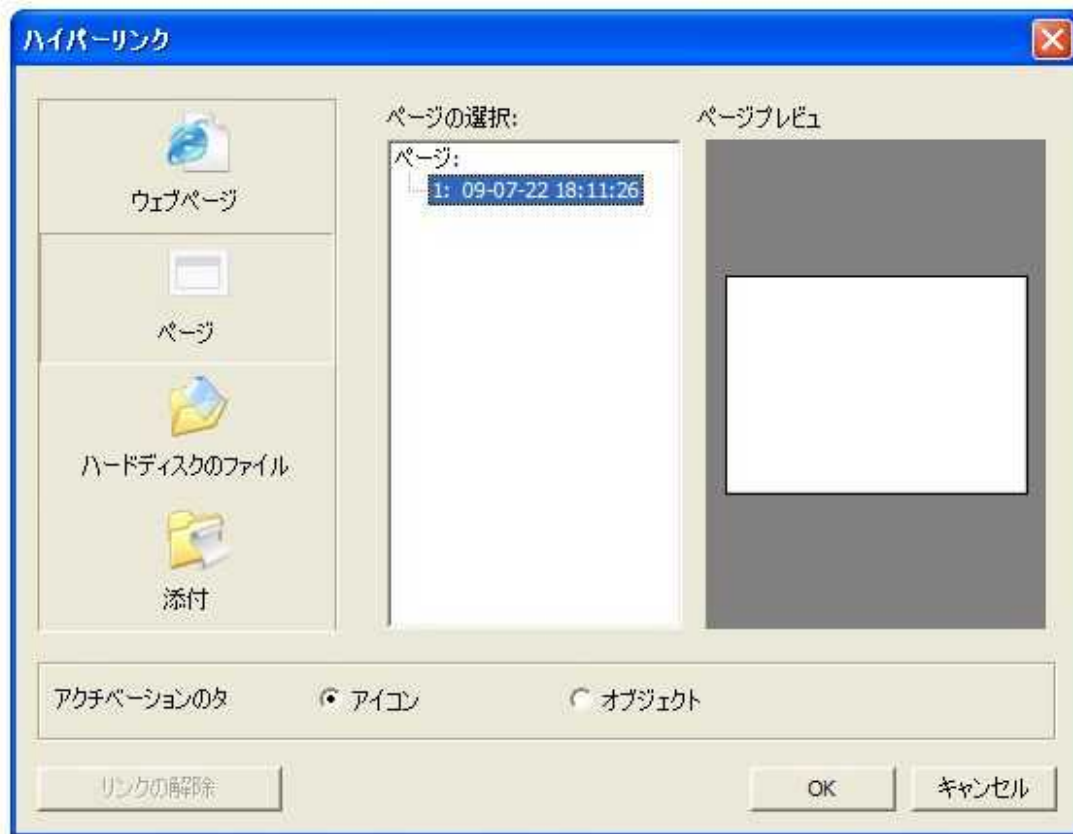 ハイパーリンク
ウェブページ
ページ
ハードディスクのファイル
添付
ページの選択:
ページ:
1: 09-07-22 18:11:26
ページプレビュ
アクチベーションのタ
アイコン
オブジェクト
リンクの解除
OK
キャンセル